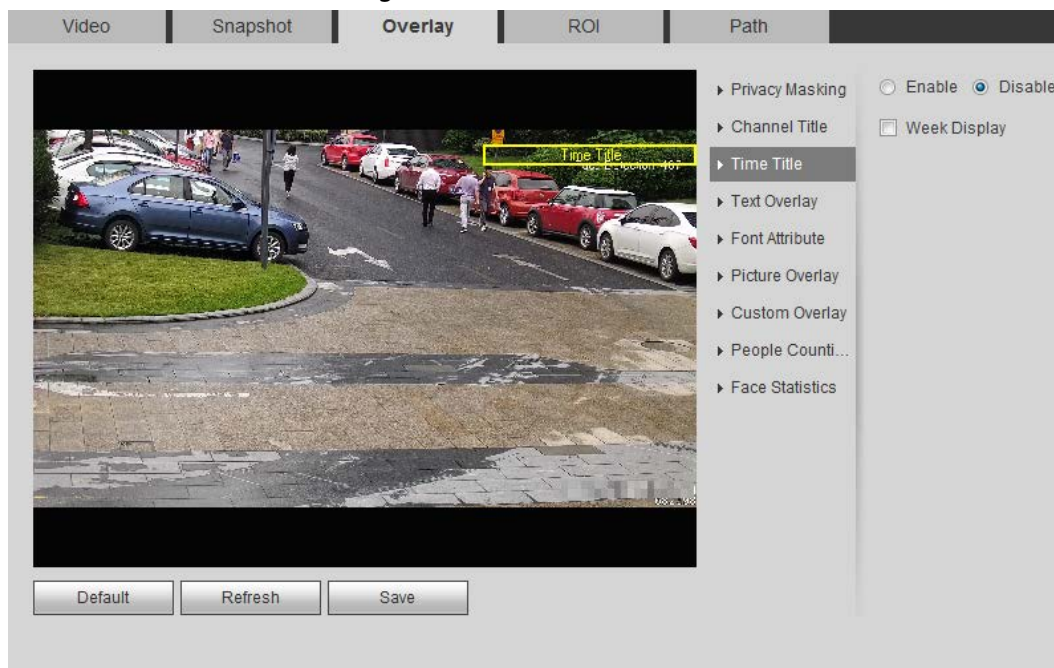 Video Snapshot Overlay ROI Path
Time Title
Privacy Masking
Channel Title
Time Title
Text Overlay
Font Attribute
Picture Overlay
Custom Overlay
People Counti...
Face Statistics
Enable Disable
Week Display
Default Refresh Save